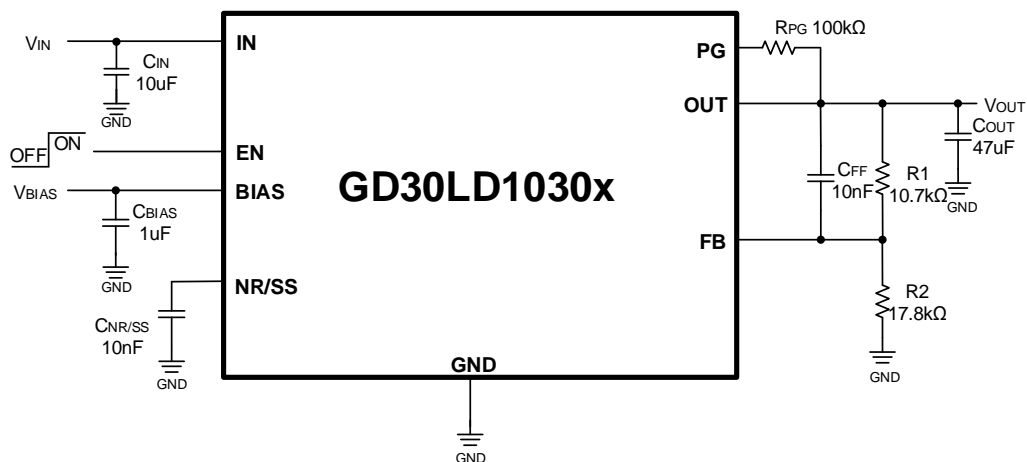 VIN
IN
CIN
10uF
GND
OFF ON
EN
VBIAS
BIAS
CBIAS
1uF
GND
NR/SS
CNR/SS
10nF
GND
GD30LD1030x
GND
GND
RPG 100kΩ
PG
OUT
VOUT
COUT
47uF
GND
CFF
10nF
R1
10.7kΩ
FB
R2
17.8kΩ
GND